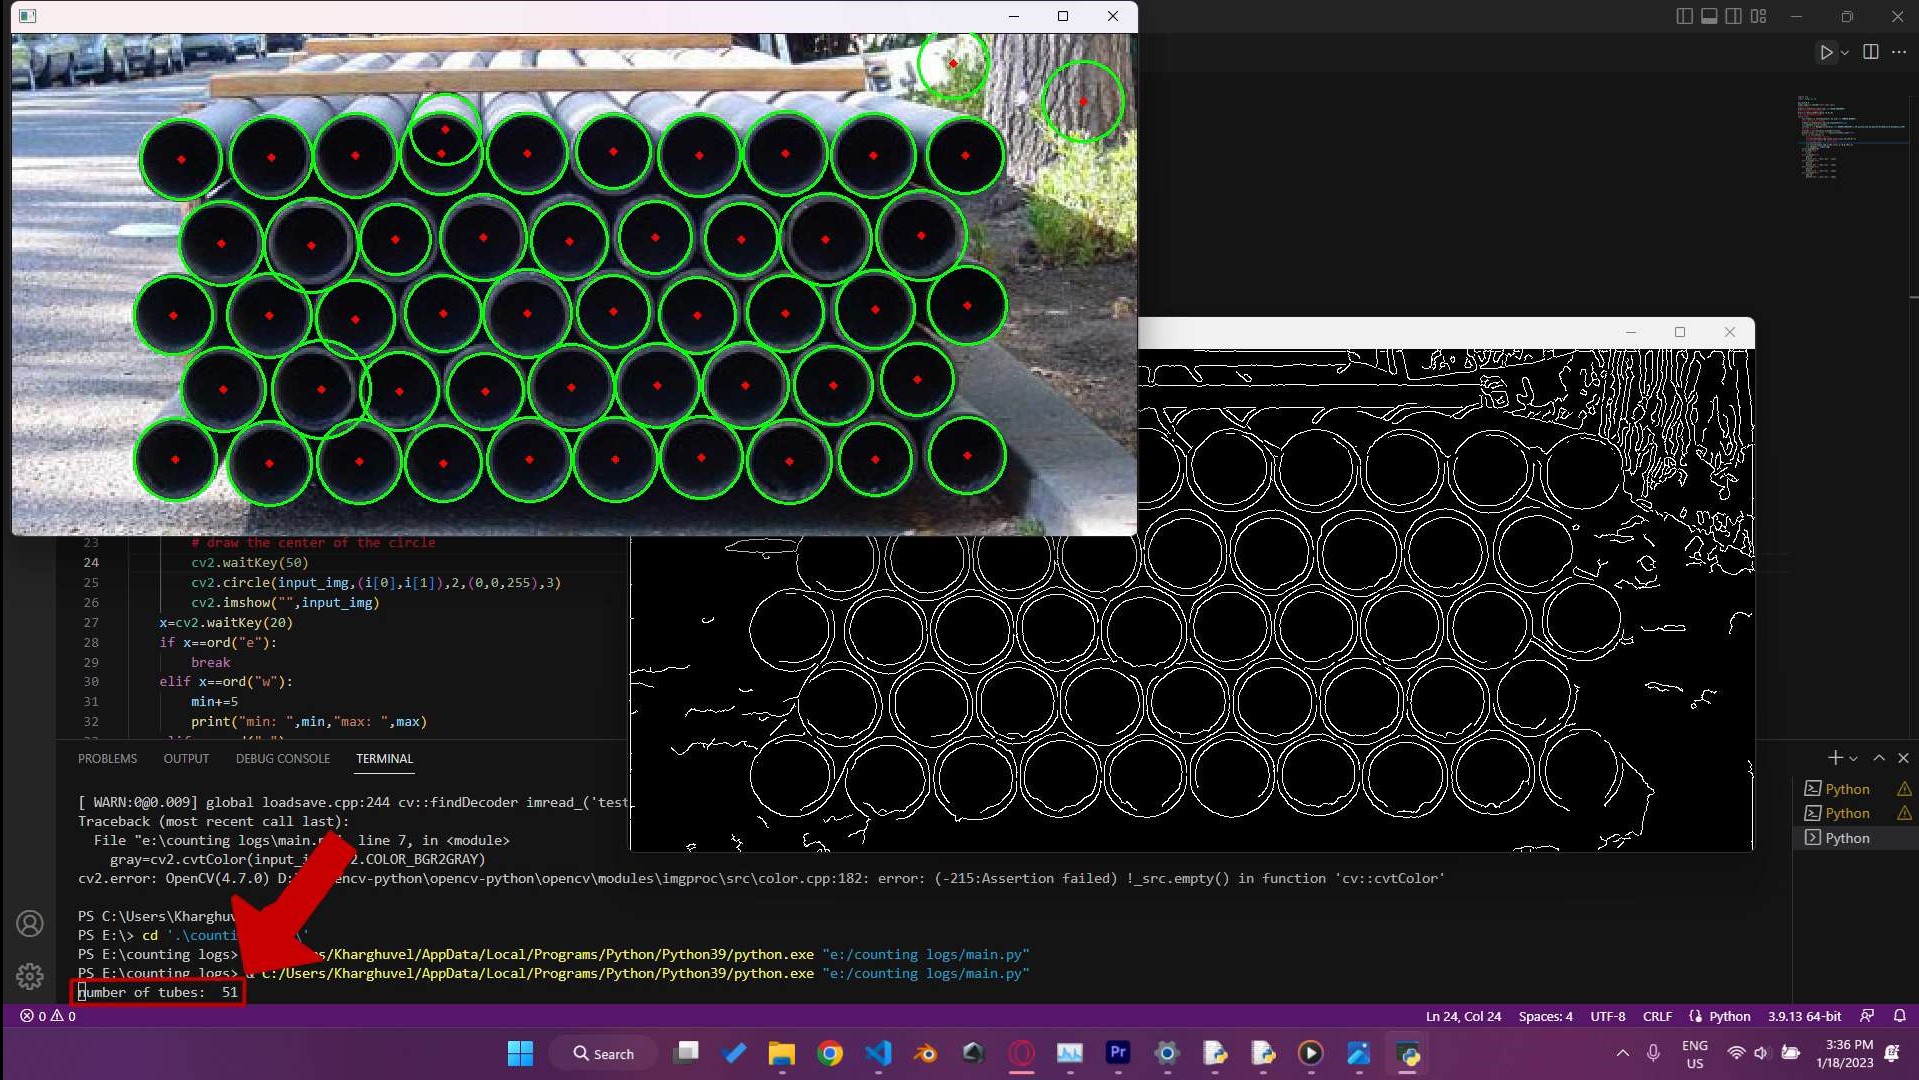 23 # draw the center of the circle
24 cv2.waitKey(50)
25 cv2.circle(input_img,(i[0],i[1]),2,(0,0,255),3)
26 cv2.imshow("",input_img)
27 x=cv2.waitKey(20)
28 if x==ord("e"):
29 break
30 elif x==ord("w"):
31 min+=5
32 print("min: ",min,"max: ",max)
PROBLEMS OUTPUT DEBUG CONSOLE TERMINAL
[ WARN:0@0.009] global loadsave.cpp:244 cv::findDecoder imread_('test
Traceback (most recent call last):
File "e:\counting logs\main. line 7, in <module>
gray=cv2.cvtColor(input_i .COLOR_BGR2GRAY)
cv2.error: OpenCV(4.7.0) D: encv-python\opencv-python\opencv\modules\imgproc\src\color.cpp:182: error: (-215:Assertion failed) !_src.empty() in function 'cv::cvtColor'
PS C:\Users\Kharghuv
PS E:\> cd '.\counti \'
PS E:\counting logs> s/Kharghuvel/AppData/Local/Programs/Python/Python39/python.exe "e:/counting logs/main.py"
PS E:\counting logs> & C:/Users/Kharghuvel/AppData/Local/Programs/Python/Python39/python.exe "e:/counting logs/main.py"
number of tubes: 51
Python
Python
Python
0 0 Ln 24, Col 24 Spaces: 4 UTF-8 CRLF Python 3.9.13 64-bit
Search Pr ENG US 3:36 PM 1/18/2023